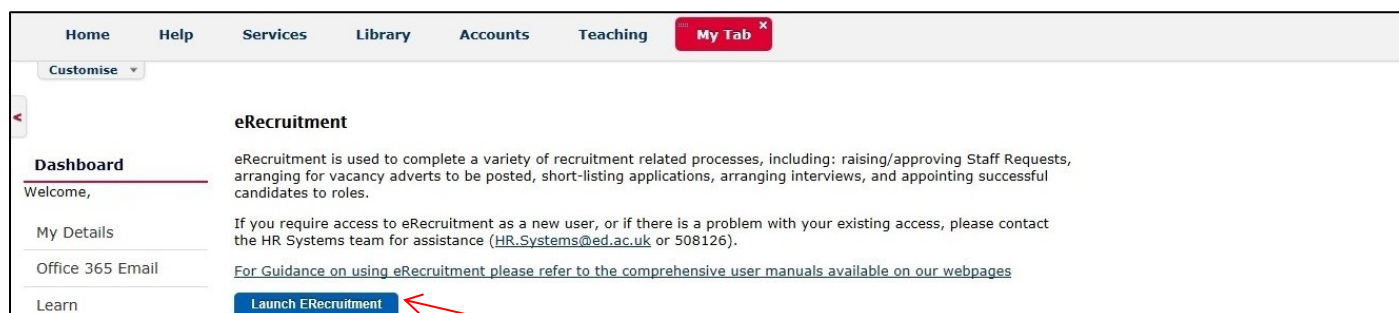 Home Help Services Library Accounts Teaching My Tab
Customise
eRecruitment
eRecruitment is used to complete a variety of recruitment related processes, including: raising/approving Staff Requests,
arranging for vacancy adverts to be posted, short-listing applications, arranging interviews, and appointing successful
candidates to roles.
If you require access to eRecruitment as a new user, or if there is a problem with your existing access, please contact
the HR Systems team for assistance (HR.Systems@ed.ac.uk or 508126).
For Guidance on using eRecruitment please refer to the comprehensive user manuals available on our webpages
Launch ERecruitment
Dashboard
Welcome,
My Details
Office 365 Email
Learn